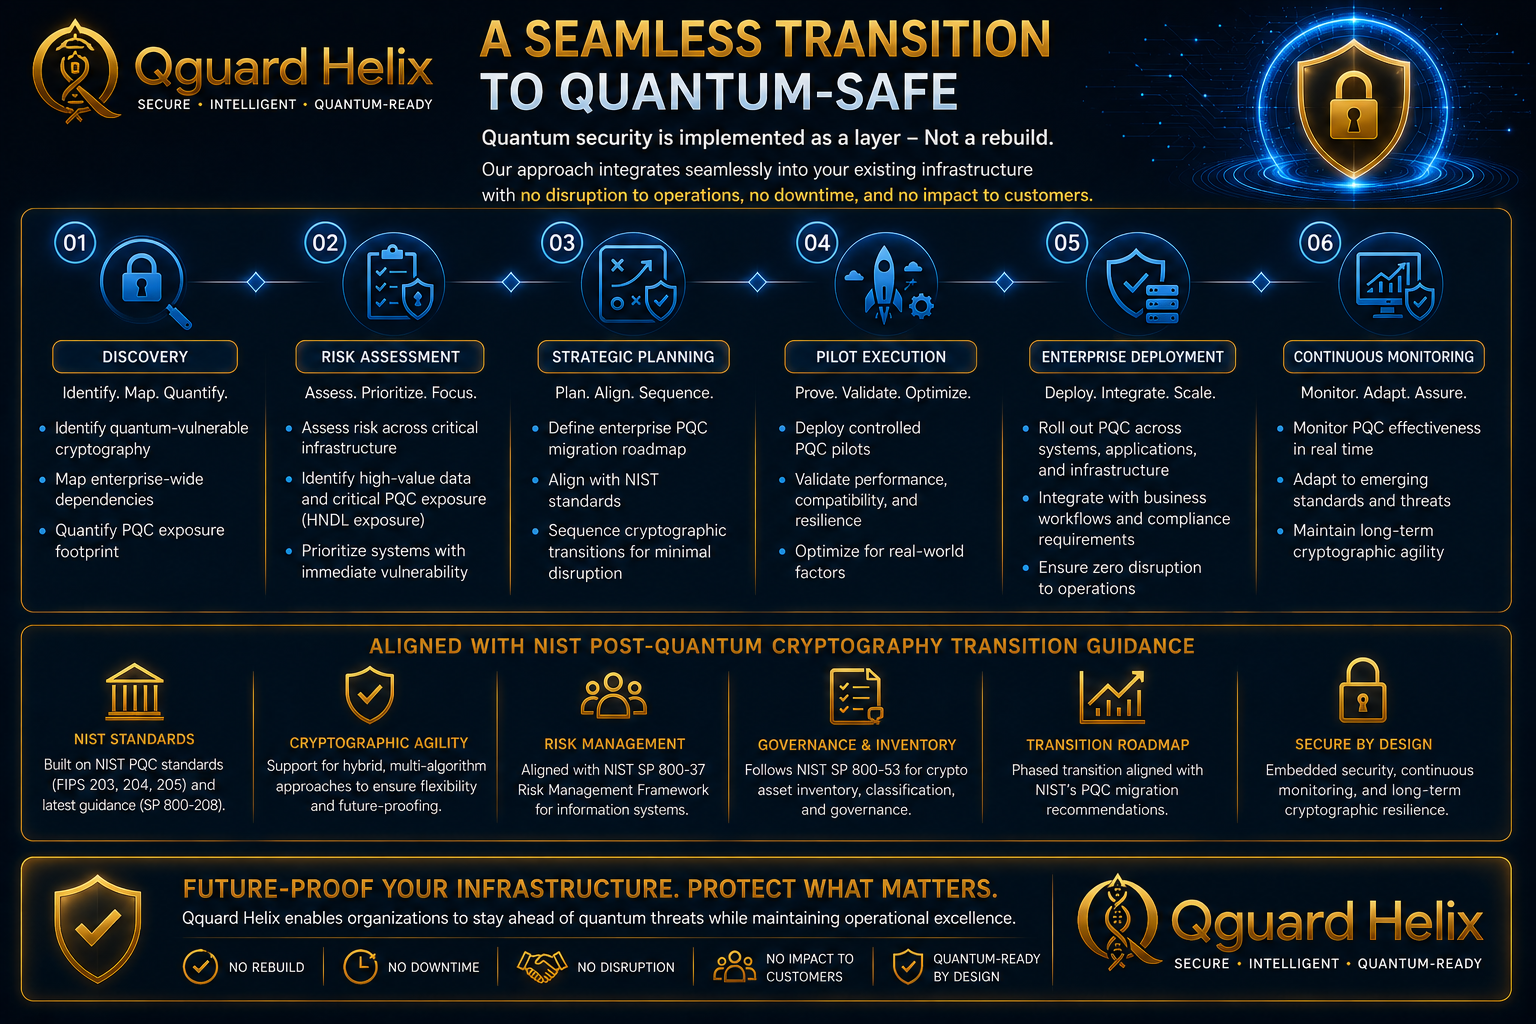 Qguard Helix
SECURE • INTELLIGENT • QUANTUM-READY
A SEAMLESS TRANSITION
TO QUANTUM-SAFE
Quantum security is implemented as a layer – Not a rebuild.
Our approach integrates seamlessly into your existing infrastructure
with no disruption to operations, no downtime, and no impact to customers.
01
DISCOVERY
Identify. Map. Quantify.
• Identify quantum-vulnerable
cryptography
• Map enterprise-wide
dependencies
• Quantify PQC exposure
footprint
02
RISK ASSESSMENT
Assess. Prioritize. Focus.
• Assess risk across critical
infrastructure
• Identify high-value data
and critical PQC exposure
(HNDL exposure)
• Prioritize systems with
immediate vulnerability
03
STRATEGIC PLANNING
Plan. Align. Sequence.
• Define enterprise PQC
migration roadmap
• Align with NIST
standards
• Sequence cryptographic
transitions for minimal
disruption
04
PILOT EXECUTION
Prove. Validate. Optimize.
• Deploy controlled
PQC pilots
• Validate performance,
compatibility, and
resilience
• Optimize for real-world
factors
05
ENTERPRISE DEPLOYMENT
Deploy. Integrate. Scale.
• Roll out PQC across
systems, applications,
and infrastructure
• Integrate with business
workflows and compliance
requirements
• Ensure zero disruption
to operations
06
CONTINUOUS MONITORING
Monitor. Adapt. Assure.
• Monitor PQC effectiveness
in real time
• Adapt to emerging
standards and threats
• Maintain long-term
cryptographic agility
ALIGNED WITH NIST POST-QUANTUM CRYPTOGRAPHY TRANSITION GUIDANCE
NIST STANDARDS
Built on NIST PQC standards
(FIPS 203, 204, 205) and
latest guidance (SP 800-208).
CRYPTOGRAPHIC AGILITY
Support for hybrid, multi-algorithm
approaches to ensure flexibility
and future-proofing.
RISK MANAGEMENT
Aligned with NIST SP 800-37
Risk Management Framework
for information systems.
GOVERNANCE & INVENTORY
Follows NIST SP 800-53 for crypto
asset inventory, classification,
and governance.
TRANSITION ROADMAP
Phased transition aligned with
NIST's PQC migration
recommendations.
SECURE BY DESIGN
Embedded security, continuous
monitoring, and long-term
cryptographic resilience.
FUTURE-PROOF YOUR INFRASTRUCTURE. PROTECT WHAT MATTERS.
Qquard Helix enables organizations to stay ahead of quantum threats while maintaining operational excellence.
NO REBUILD
NO DOWNTIME
NO DISRUPTION
NO IMPACT TO
CUSTOMERS
QUANTUM-READY
BY DESIGN
Qguard Helix
SECURE • INTELLIGENT • QUANTUM-READY